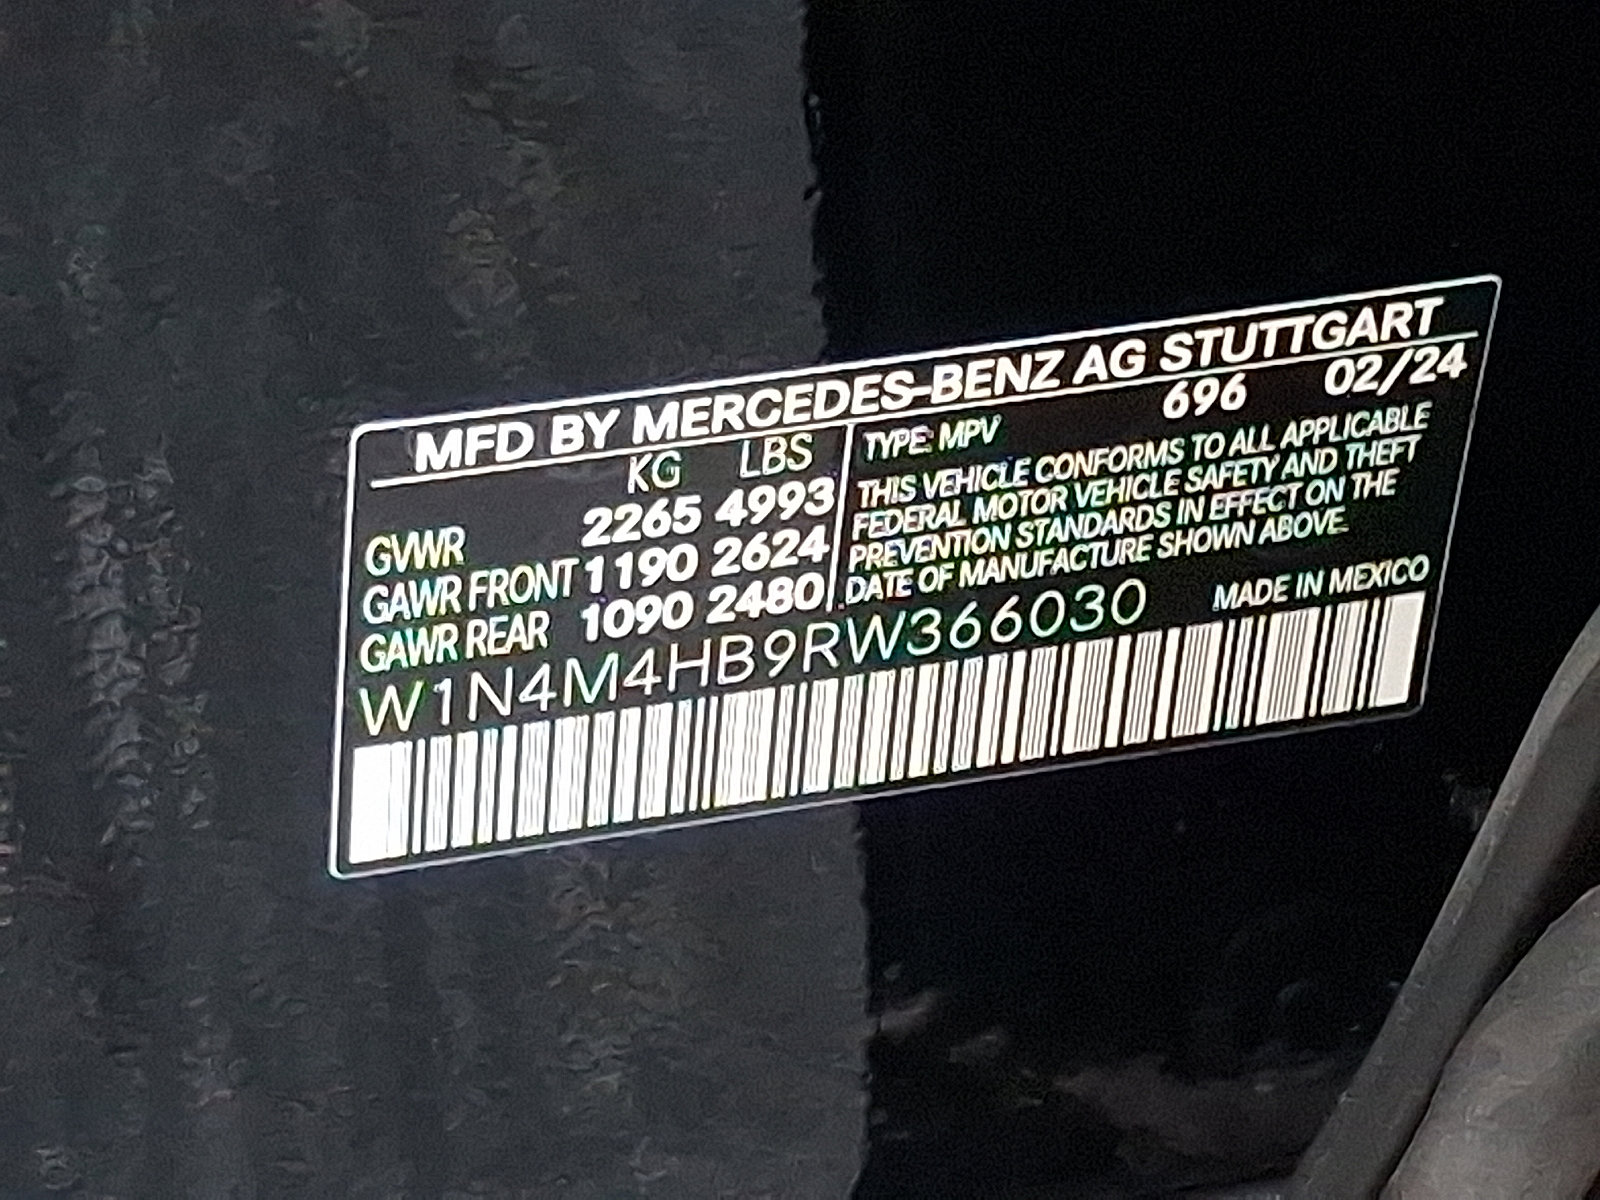 MFD BY MERCEDES-BENZ AG STUTTGART
KG LBS
GVWR 2265 4993
GAWR FRONT 1190 2624
GAWR REAR 1090 2480
TYPE: MPV 696 02/24
THIS VEHICLE CONFORMS TO ALL APPLICABLE
FEDERAL MOTOR VEHICLE SAFETY AND THEFT
PREVENTION STANDARDS IN EFFECT ON THE
DATE OF MANUFACTURE SHOWN ABOVE.
W1N4M4HB9RW366030 MADE IN MEXICO